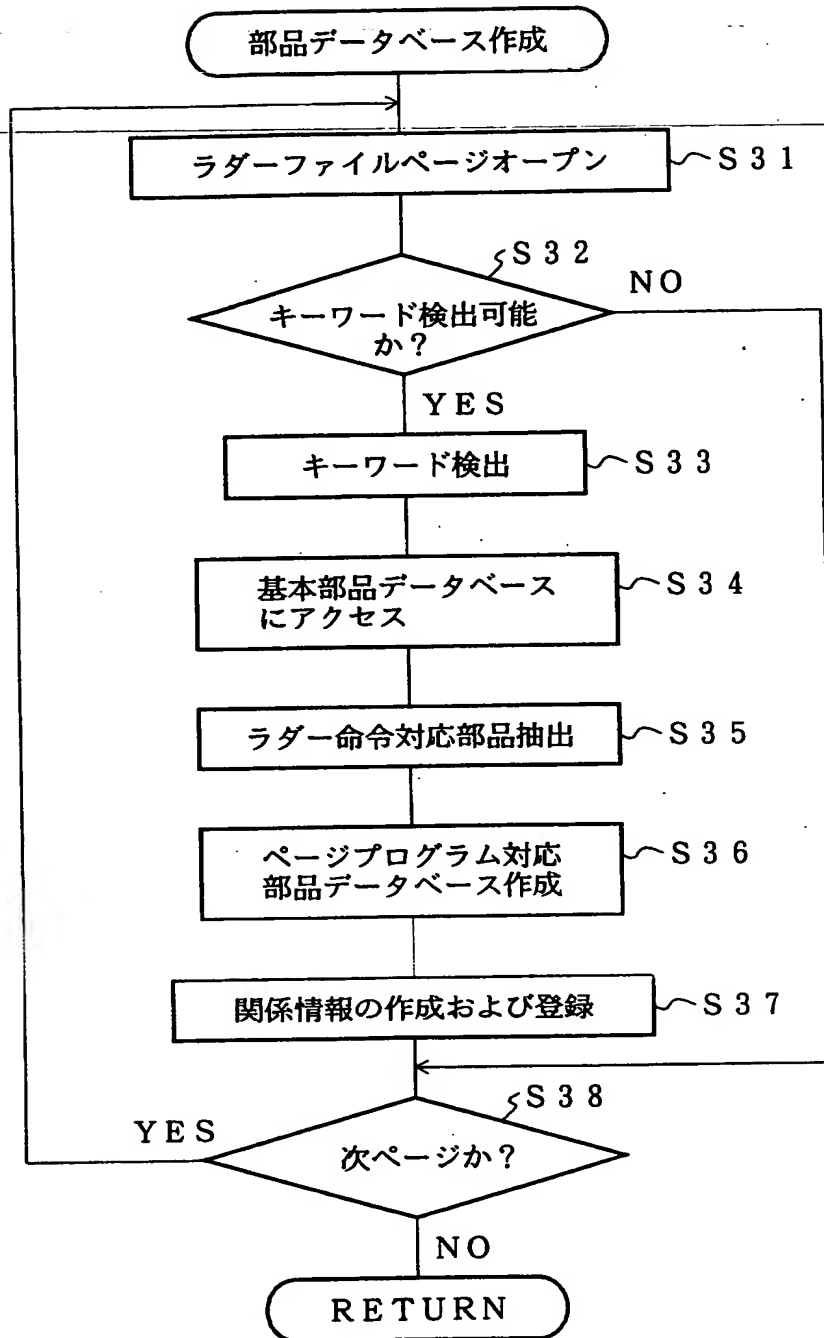 部品データベース作成
ラダーファイルページオープン
S31
S32
キーワード検出可能
か？
NO
YES
キーワード検出
S33
基本部品データベース
にアクセス
S34
ラダー命令対応部品抽出
S35
ページプログラム対応
部品データベース作成
S36
関係情報の作成および登録
S37
S38
YES
次ページか？
NO
RETURN